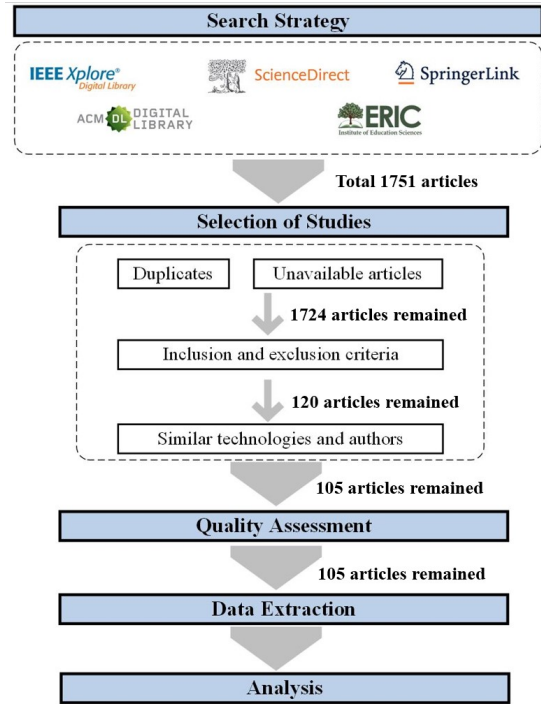 Search Strategy
IEEE Xplore®
Digital Library
ScienceDirect
SpringerLink
ACM DL DIGITAL
LIBRARY
ERIC
Institute of Education Sciences
Total 1751 articles
Selection of Studies
Duplicates
Unavailable articles
1724 articles remained
Inclusion and exclusion criteria
120 articles remained
Similar technologies and authors
105 articles remained
Quality Assessment
105 articles remained
Data Extraction
Analysis